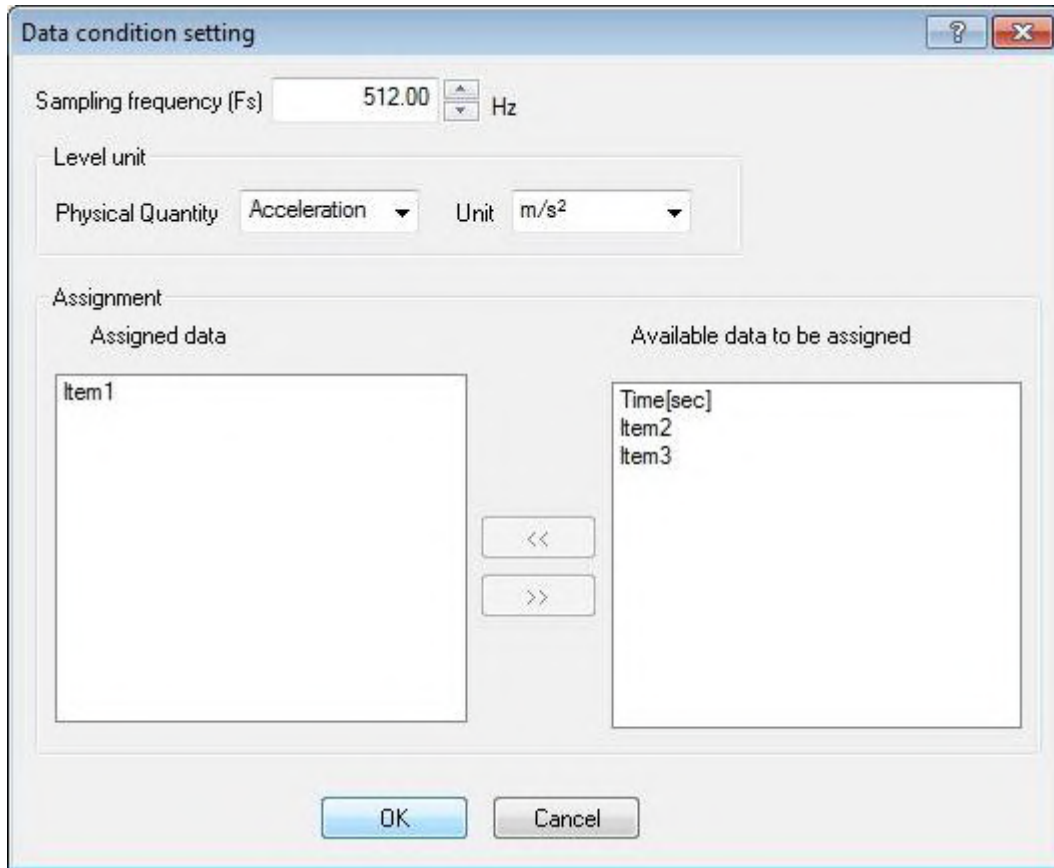 Data condition setting
Sampling frequency (Fs) 512.00 Hz
Level unit
Physical Quantity Acceleration Unit m/s²
Assignment
Assigned data Available data to be assigned
Item1
Time[sec]
Item2
Item3
<<
>>
OK Cancel